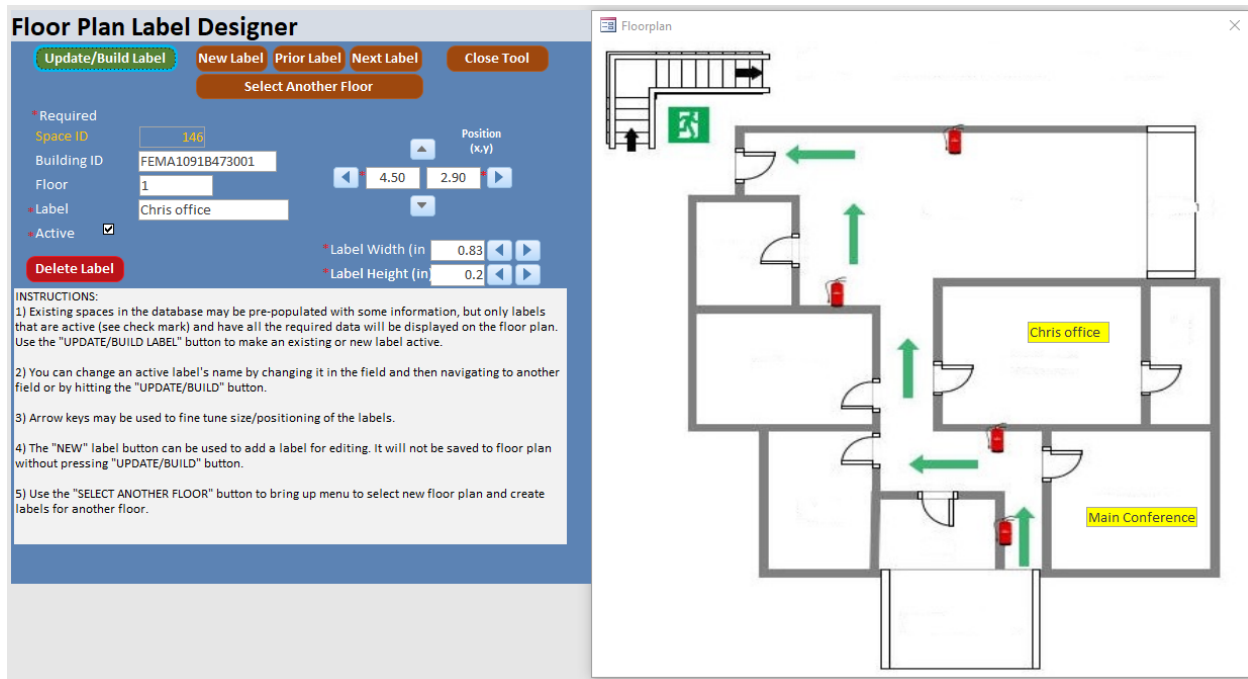 Floor Plan Label Designer
Update/Build Label
New Label
Prior Label
Next Label
Close Tool
Select Another Floor
*Required
Space ID
146
Building ID
FEMA1091B473001
Floor
1
*Label
Chris office
*Active
Position
(x,y)
*
4.50
2.90
*
*Label Width (in
0.83
*Label Height (in)
0.2
Delete Label
INSTRUCTIONS:
1) Existing spaces in the database may be pre-populated with some information, but only labels
that are active (see check mark) and have all the required data will be displayed on the floor plan.
Use the "UPDATE/BUILD LABEL" button to make an existing or new label active.
2) You can change an active label's name by changing it in the field and then navigating to another
field or by hitting the "UPDATE/BUILD" button.
3) Arrow keys may be used to fine tune size/positioning of the labels.
4) The "NEW" label button can be used to add a label for editing. It will not be saved to floor plan
without pressing "UPDATE/BUILD" button.
5) Use the "SELECT ANOTHER FLOOR" button to bring up menu to select new floor plan and create
labels for another floor.
Floorplan
Chris office
Main Conference